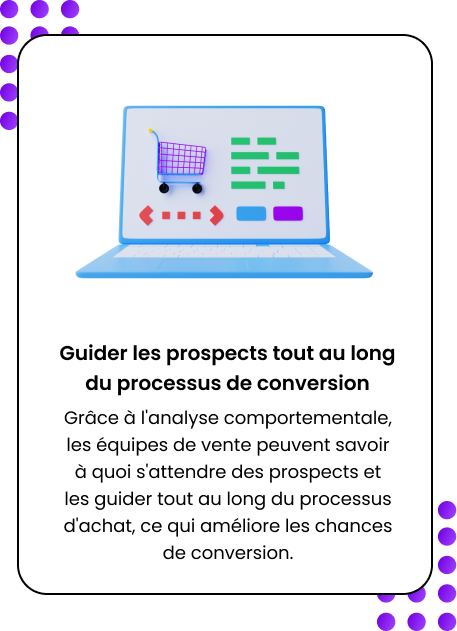 Guider les prospects tout au long
du processus de conversion
Grâce à l'analyse comportementale,
les équipes de vente peuvent savoir
à quoi s'attendre des prospects et
les guider tout au long du processus
d'achat, ce qui améliore les chances
de conversion.